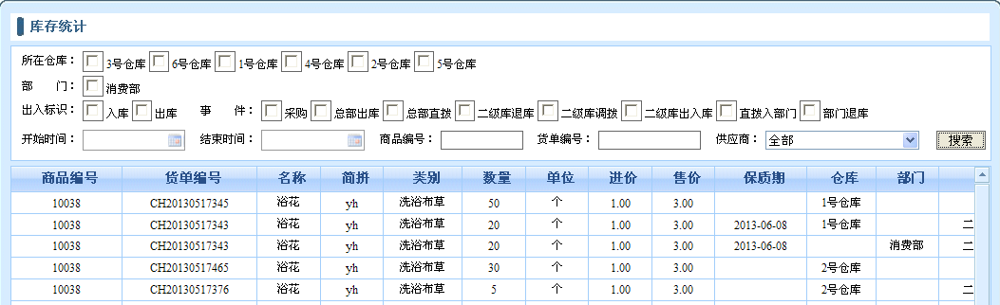 库存统计
所在仓库： 3号仓库 6号仓库 1号仓库 4号仓库 2号仓库 5号仓库
部　　门： 消费部
出入标识： 入库 出库 事　　件： 采购 总部出库 总部直拨 二级库退库 二级库调拨 二级库出入库 直拨入部门 部门退库
开始时间： 结束时间： 商品编号： 货单编号： 供应商： 全部 搜索
商品编号 货单编号 名称 简拼 类别 数量 单位 进价 售价 保质期 仓库 部门
10038 CH20130517345 浴花 yh 洗浴布草 50 个 1.00 3.00 1号仓库
10038 CH20130517343 浴花 yh 洗浴布草 20 个 1.00 3.00 2013-06-08 1号仓库 二
10038 CH20130517343 浴花 yh 洗浴布草 20 个 1.00 3.00 2013-06-08 消费部 二
10038 CH20130517465 浴花 yh 洗浴布草 30 个 1.00 3.00 2号仓库
10038 CH20130517376 浴花 yh 洗浴布草 5 个 1.00 3.00 2号仓库 二